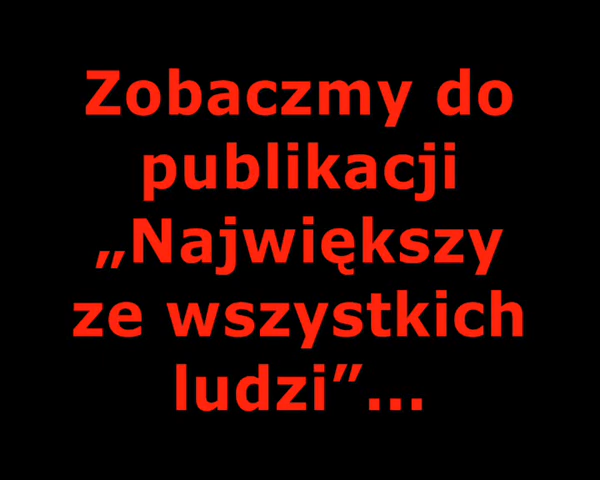 Zobaczmy do
publikacji
„Największy
ze wszystkich
ludzi”...